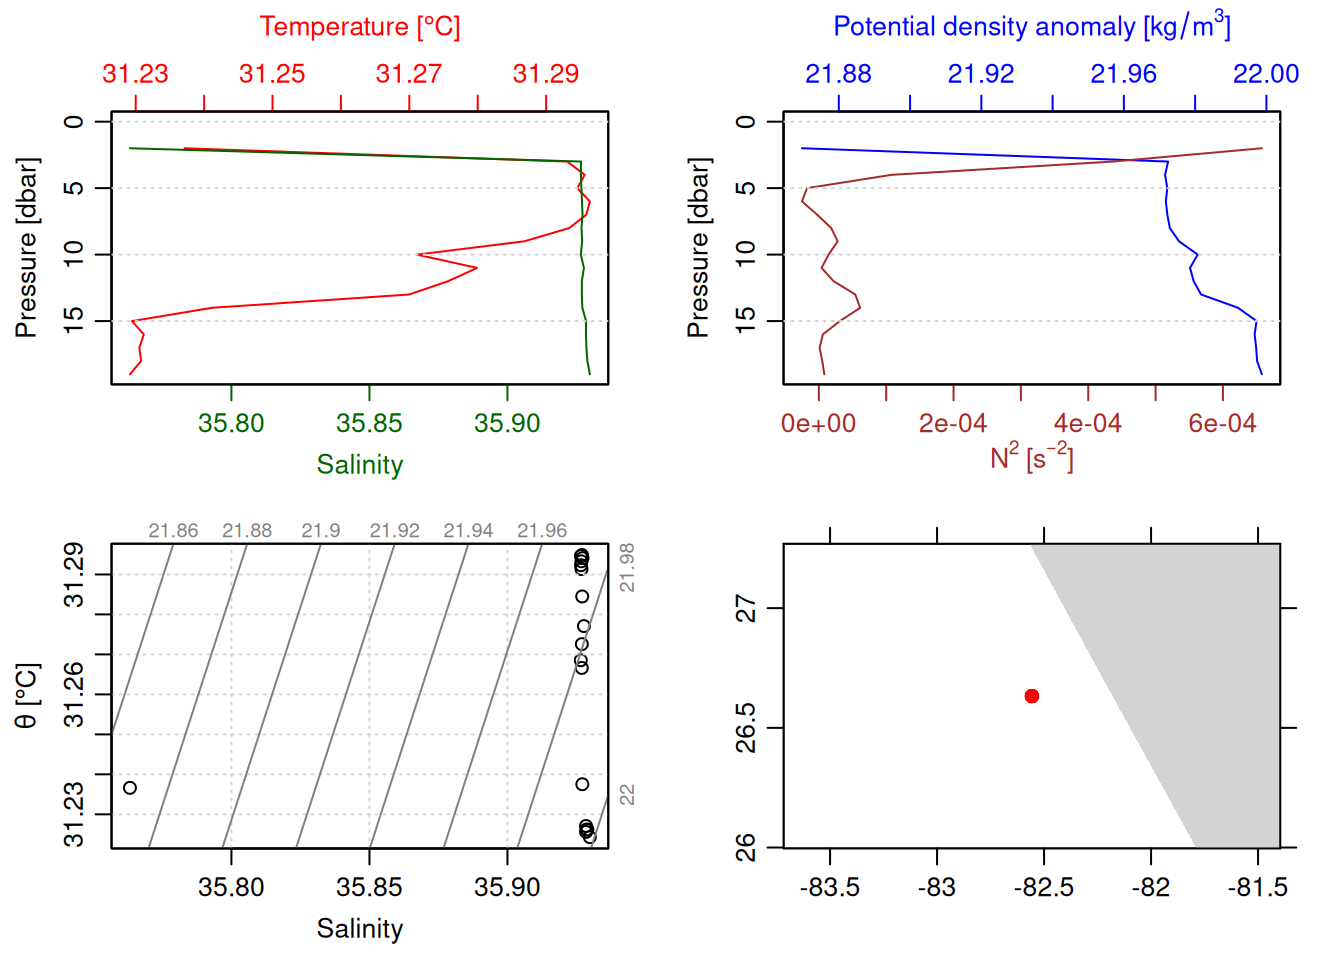 Temperature [°C]
31.23 31.25 31.27 31.29
0
5
10
15
Pressure [dbar]
35.80 35.85 35.90
Salinity
Potential density anomaly [kg/m³]
21.88 21.92 21.96 22.00
0
5
10
15
Pressure [dbar]
0e+00 2e-04 4e-04 6e-04
N² [s⁻²]
21.86 21.88 21.9 21.92 21.94 21.96
21.98
22
31.29
31.26
31.23
θ [°C]
35.80 35.85 35.90
Salinity
27
26.5
26
-83.5 -83 -82.5 -82 -81.5